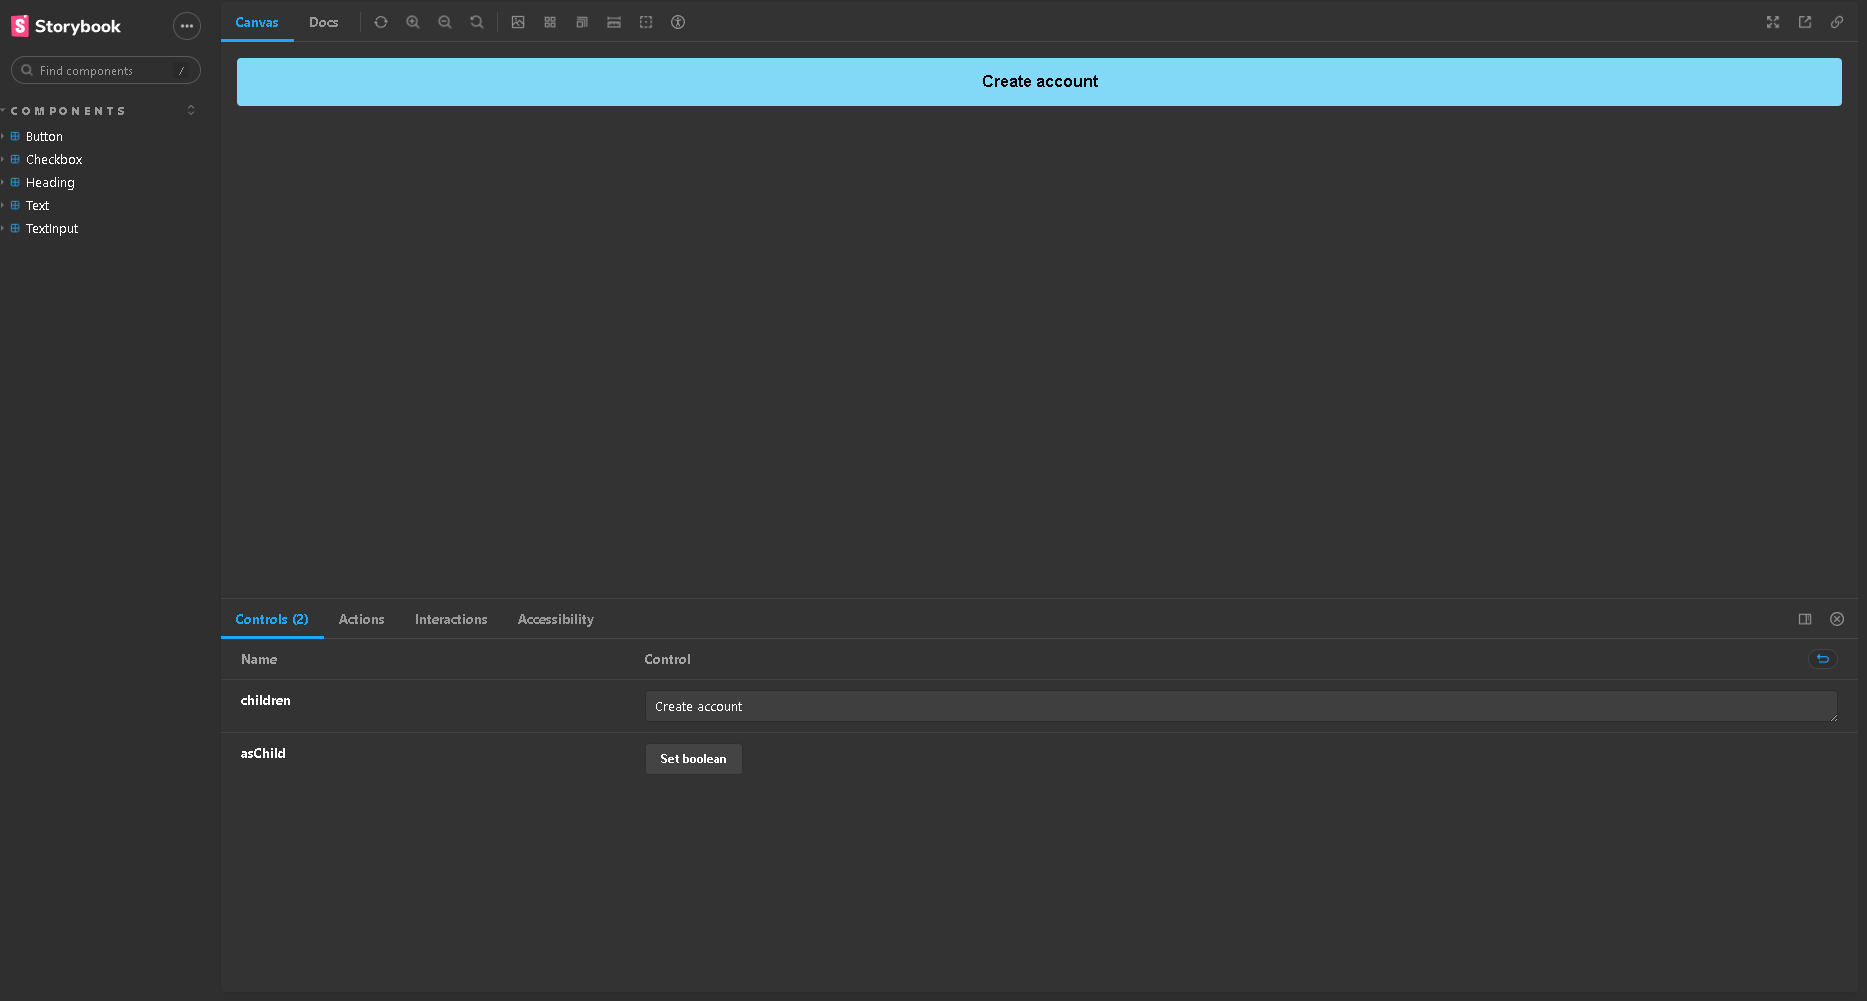 Storybook
Find components /
COMPONENTS
Button
Checkbox
Heading
Text
TextInput
Canvas Docs
Create account
Controls (2) Actions Interactions Accessibility
Name Control
children Create account
asChild Set boolean